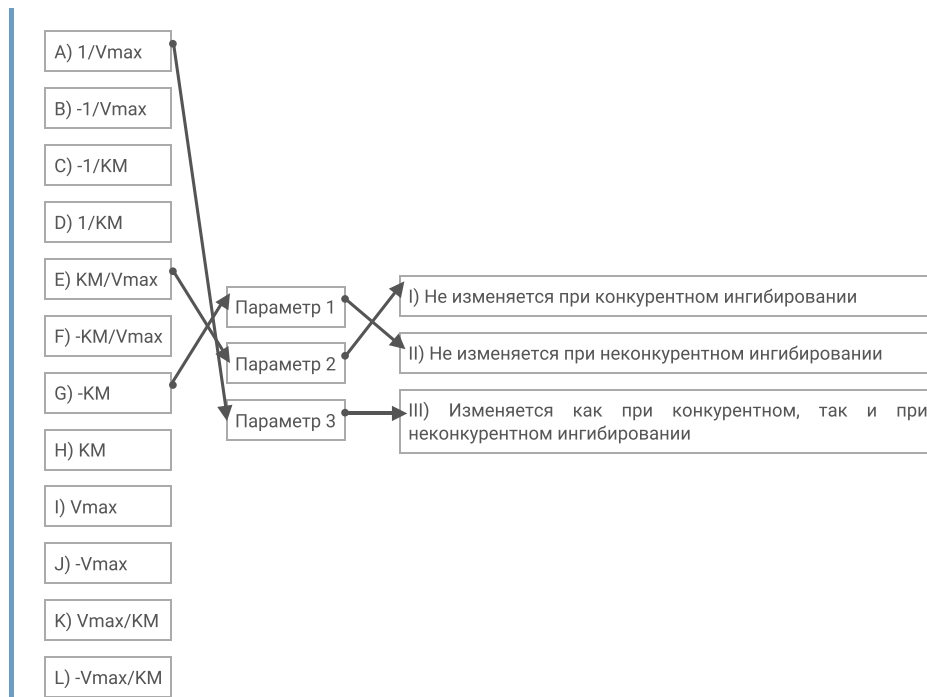 A) 1/Vmax
B) -1/Vmax
C) -1/KM
D) 1/KM
E) KM/Vmax
F) -KM/Vmax
G) -KM
H) KM
I) Vmax
J) -Vmax
K) Vmax/KM
L) -Vmax/KM
Параметр 1
Параметр 2
Параметр 3
I) Не изменяется при конкурентном ингибировании
II) Не изменяется при неконкурентном ингибировании
III) Изменяется как при конкурентном, так и при
неконкурентном ингибировании